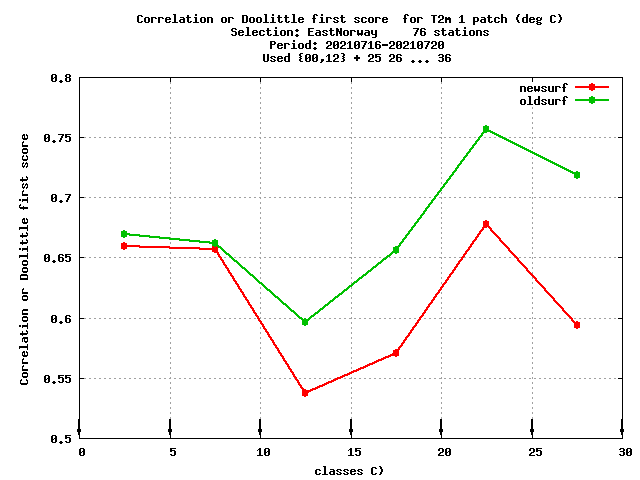 Correlation or Doolittle first score  for T2m 1 patch (deg C)
Selection: EastNorway     76 stations
Period: 20210716-20210720
Used {00,12} + 25 26 ... 36
newsurf
oldsurf
Correlation or Doolittle first score
0.8
0.75
0.7
0.65
0.6
0.55
0.5
0 5 10 15 20 25 30
classes C)